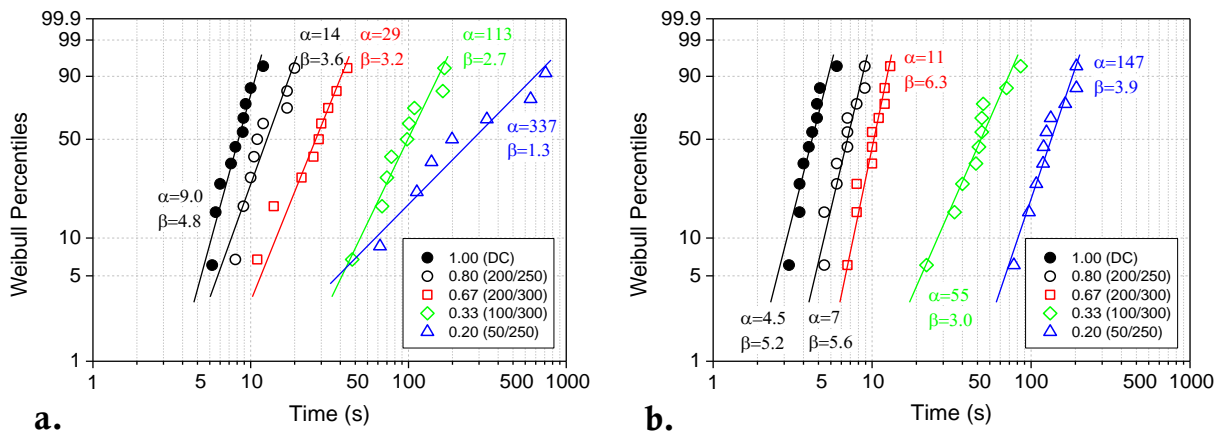 99.9
99
90
50
10
5
1
Weibull Percentiles
α=14
β=3.6
α=29
β=3.2
α=113
β=2.7
α=337
β=1.3
α=9.0
β=4.8
1.00 (DC)
0.80 (200/250)
0.67 (200/300)
0.33 (100/300)
0.20 (50/250)
1 5 10 50 100 500 1000
Time (s)
a.
99.9
99
90
50
10
5
1
Weibull Percentiles
α=11
β=6.3
α=147
β=3.9
α=55
β=3.0
α=4.5
β=5.2
α=7
β=5.6
1.00 (DC)
0.80 (200/250)
0.67 (200/300)
0.33 (100/300)
0.20 (50/250)
1 5 10 50 100 500 1000
Time (s)
b.